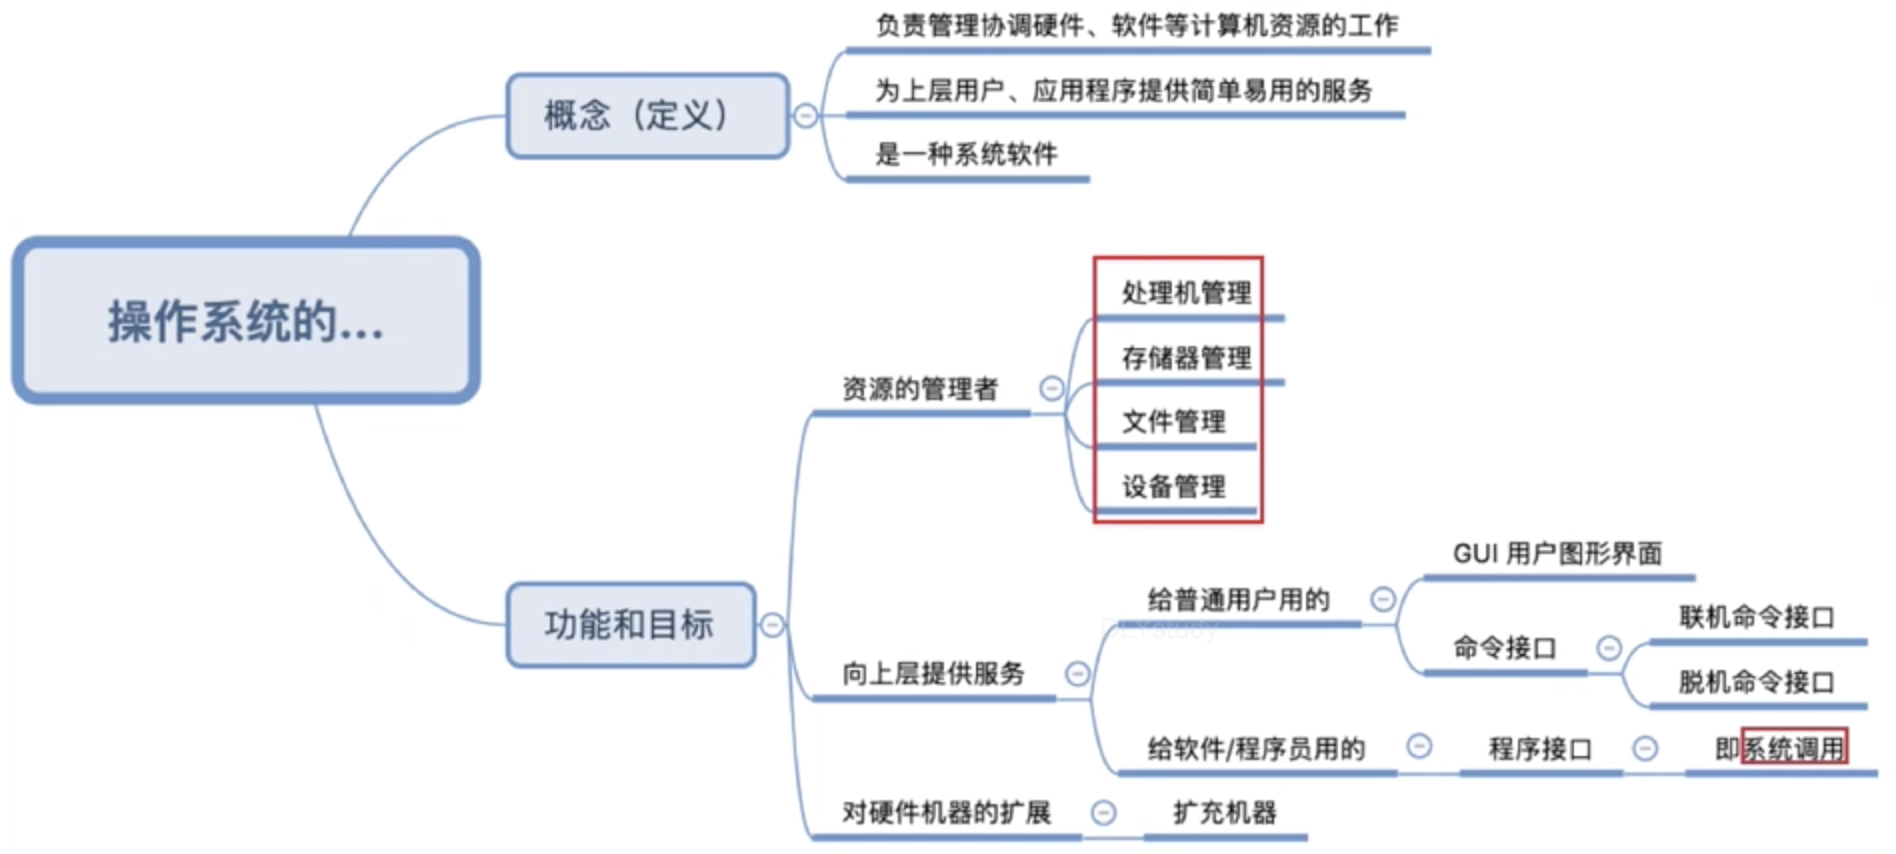 负责管理协调硬件、软件等计算机资源的工作
概念（定义）
为上层用户、应用程序提供简单易用的服务
是一种系统软件
操作系统的...
处理机管理
存储器管理
资源的管理者
文件管理
设备管理
功能和目标
GUI 用户图形界面
给普通用户用的
联机命令接口
命令接口
脱机命令接口
向上层提供服务
给软件/程序员用的
程序接口
即系统调用
对硬件机器的扩展
扩充机器